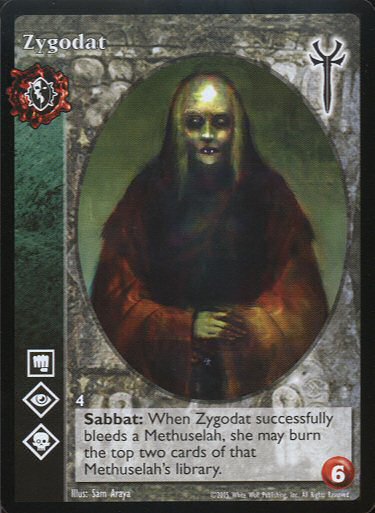 Zygodat
4
Sabbat: When Zygodat successfully
bleeds a Methuselah, she may burn
the top two cards of that
Methuselah's library.
6
Illus: Sam Araya
©2005, White Wolf Publishing, Inc. All Rights Reserved.